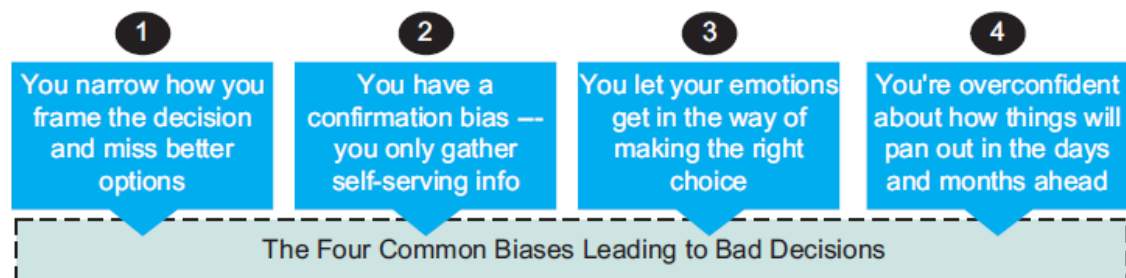 1
You narrow how you
frame the decision
and miss better
options
2
You have a
confirmation bias —-
you only gather
self-serving info
3
You let your emotions
get in the way of
making the right
choice
4
You're overconfident
about how things will
pan out in the days
and months ahead
The Four Common Biases Leading to Bad Decisions